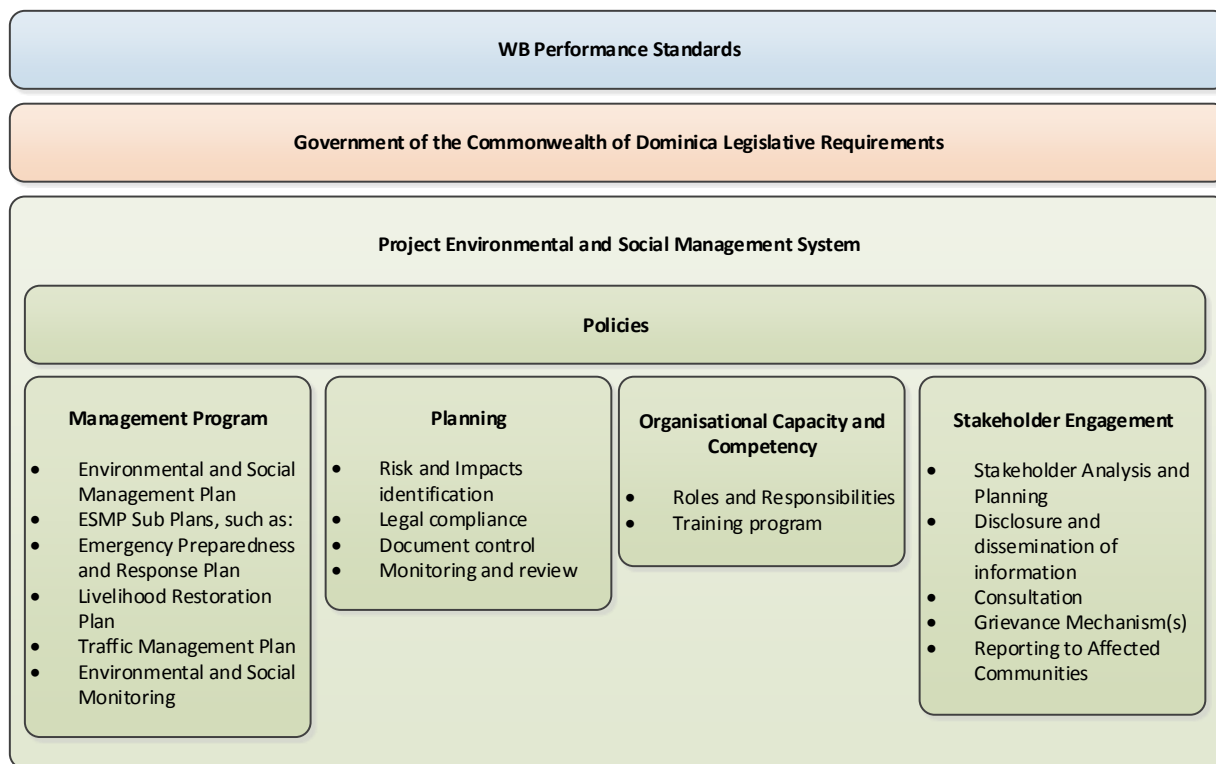 WB Performance Standards
Government of the Commonwealth of Dominica Legislative Requirements
Project Environmental and Social Management System
Policies
Management Program
• Environmental and Social
Management Plan
• ESMP Sub Plans, such as:
• Emergency Preparedness
and Response Plan
• Livelihood Restoration
Plan
• Traffic Management Plan
• Environmental and Social
Monitoring
Planning
• Risk and Impacts
identification
• Legal compliance
• Document control
• Monitoring and review
Organisational Capacity and
Competency
• Roles and Responsibilities
• Training program
Stakeholder Engagement
• Stakeholder Analysis and
Planning
• Disclosure and
dissemination of
information
• Consultation
• Grievance Mechanism(s)
• Reporting to Affected
Communities